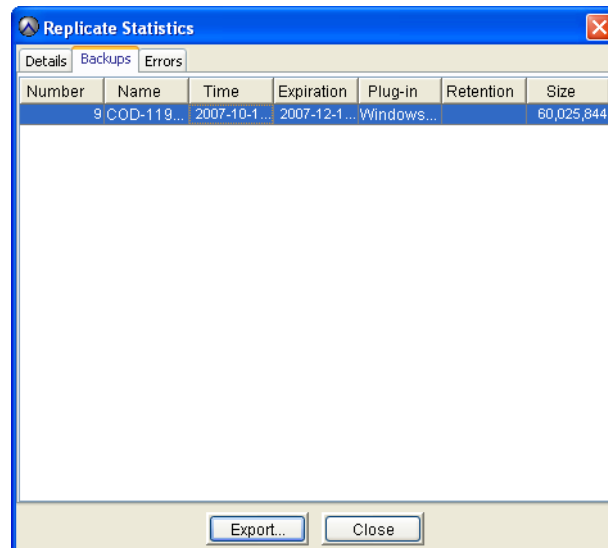 Replicate Statistics
Details Backups Errors
Number Name Time Expiration Plug-in Retention Size
9 COD-119... 2007-10-1... 2007-12-1... Windows... 60,025,844
Export... Close